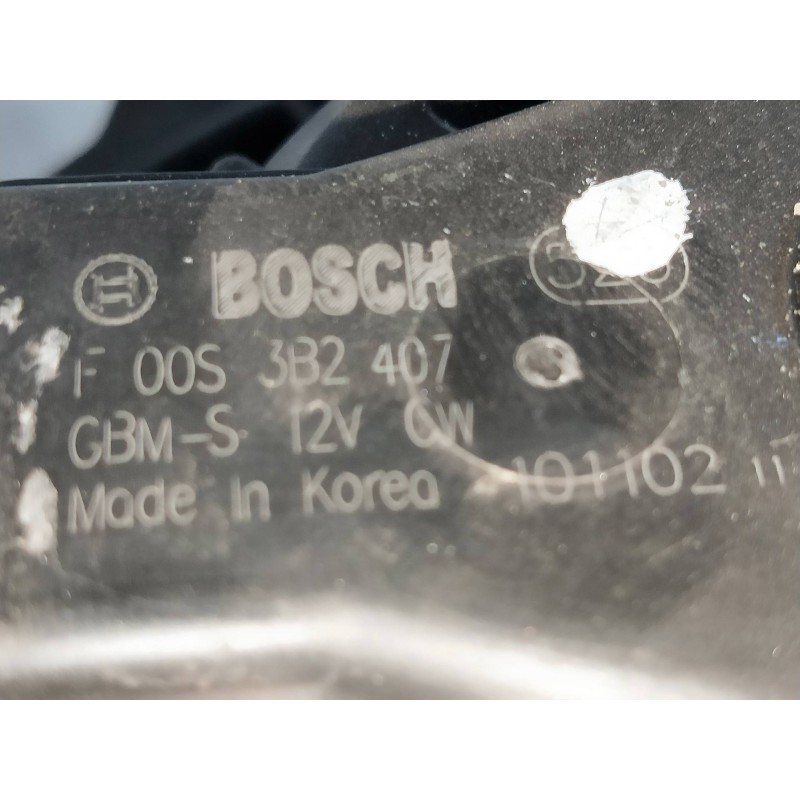 BOSCH
F 00S 3B2 407
GBM-S 12V CW
Made In Korea 101102